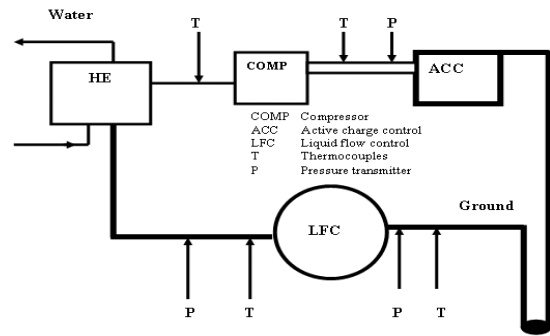 Water
T
T
P
HE
COMP
ACC
COMP Compressor
ACC Active charge control
LFC Liquid flow control
T Thermocouples
P Pressure transmitter
Ground
LFC
P
T
P
T